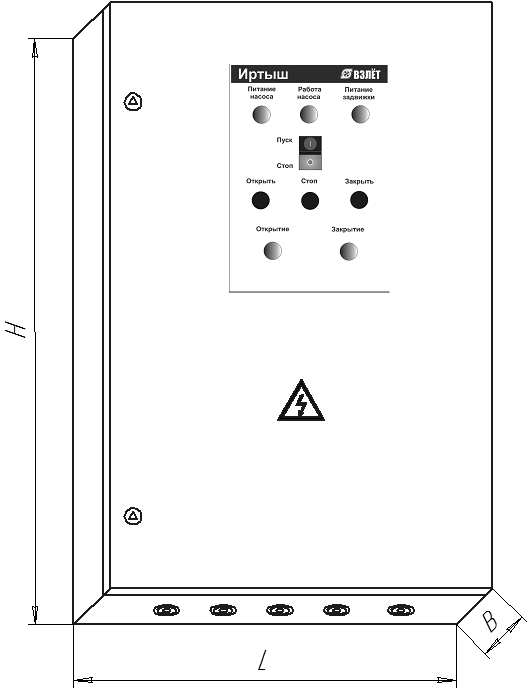 Иртыш ВЗЛЁТ
Питание Работа Питание
насоса насоса задвижки
Пуск
I
O
Стоп
Открыть Стоп Закрыть
Открытие Закрытие
H
B
L